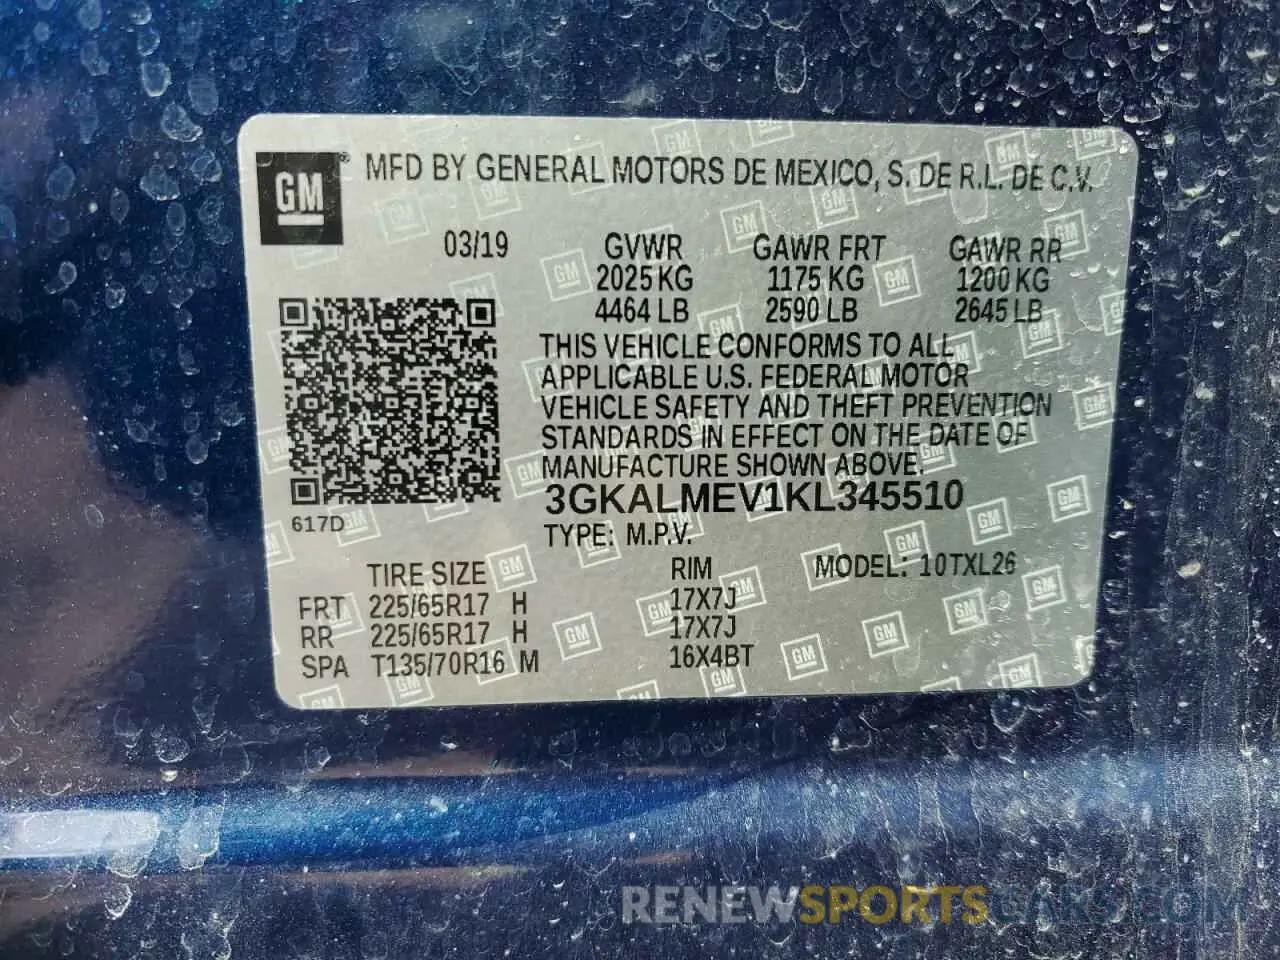 GM ® MFD BY GENERAL MOTORS DE MEXICO, S. DE R.L. DE C.V.
03/19 GVWR GAWR FRT GAWR RR
2025 KG 1175 KG 1200 KG
4464 LB 2590 LB 2645 LB
THIS VEHICLE CONFORMS TO ALL
APPLICABLE U.S. FEDERAL MOTOR
VEHICLE SAFETY AND THEFT PREVENTION
STANDARDS IN EFFECT ON THE DATE OF
MANUFACTURE SHOWN ABOVE.
3GKALMEV1KL345510
617D
TYPE: M.P.V.
TIRE SIZE RIM MODEL: 10TXL26
FRT 225/65R17 H 17X7J
RR 225/65R17 H 17X7J
SPA T135/70R16 M 16X4BT
RENEWSPORTSCARS.COM